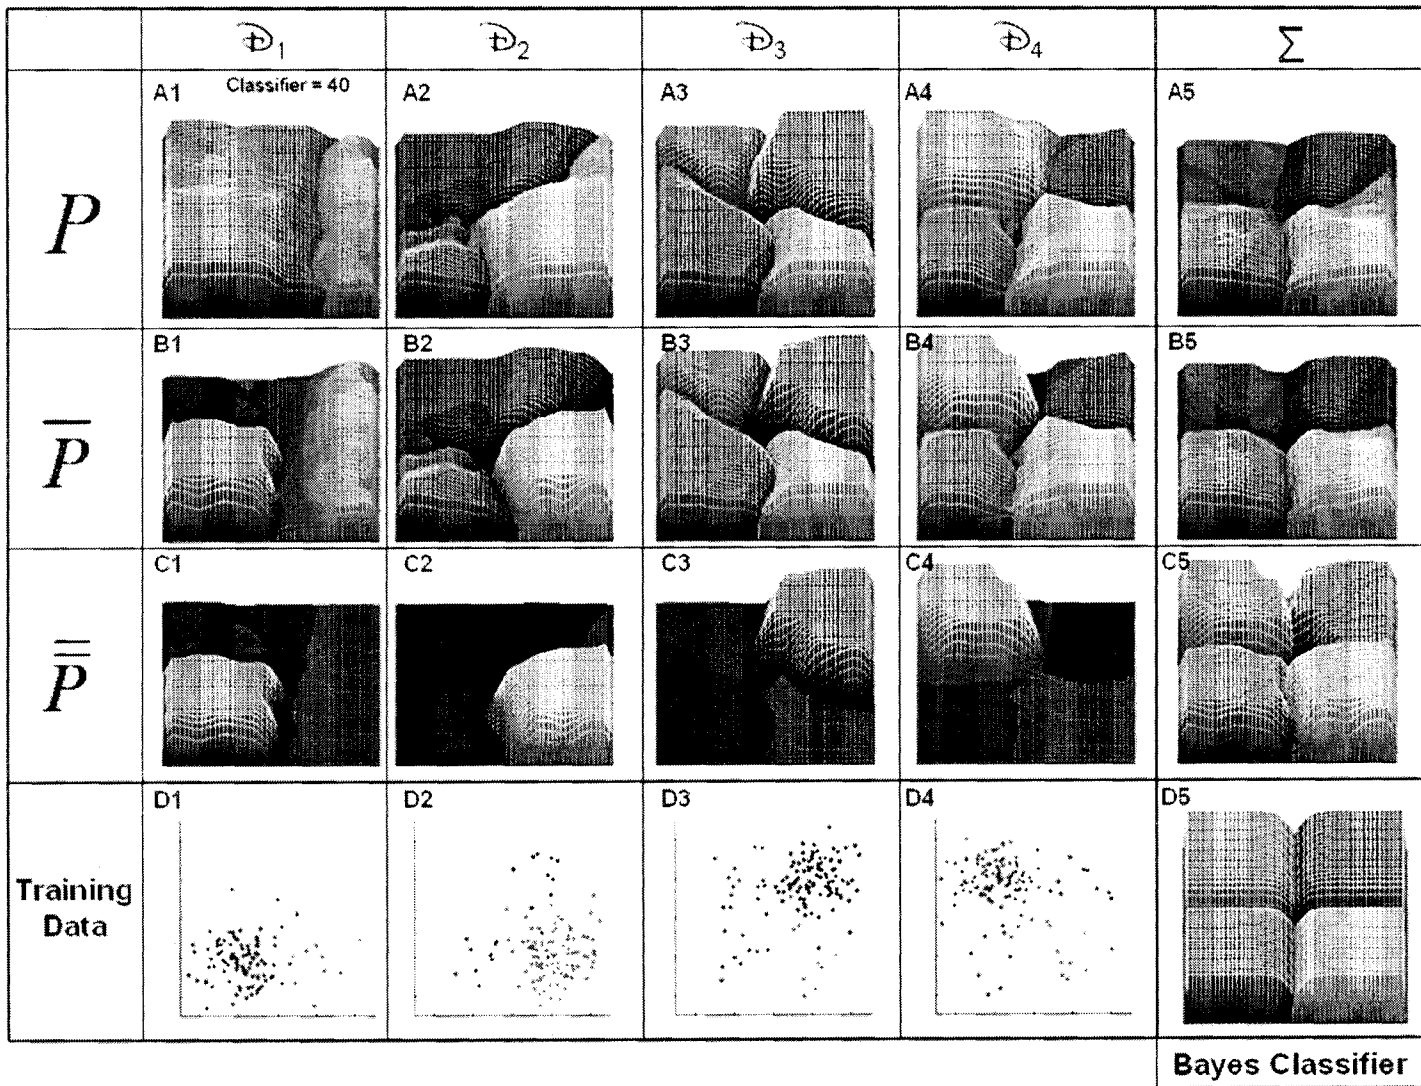 𝔇1 𝔇2 𝔇3 𝔇4 Σ
Classifier = 40
A1 A2 A3 A4 A5
P
B1 B2 B3 B4 B5
P̅
C1 C2 C3 C4 C5
P̿
D1 D2 D3 D4 D5
Training
Data
Bayes Classifier